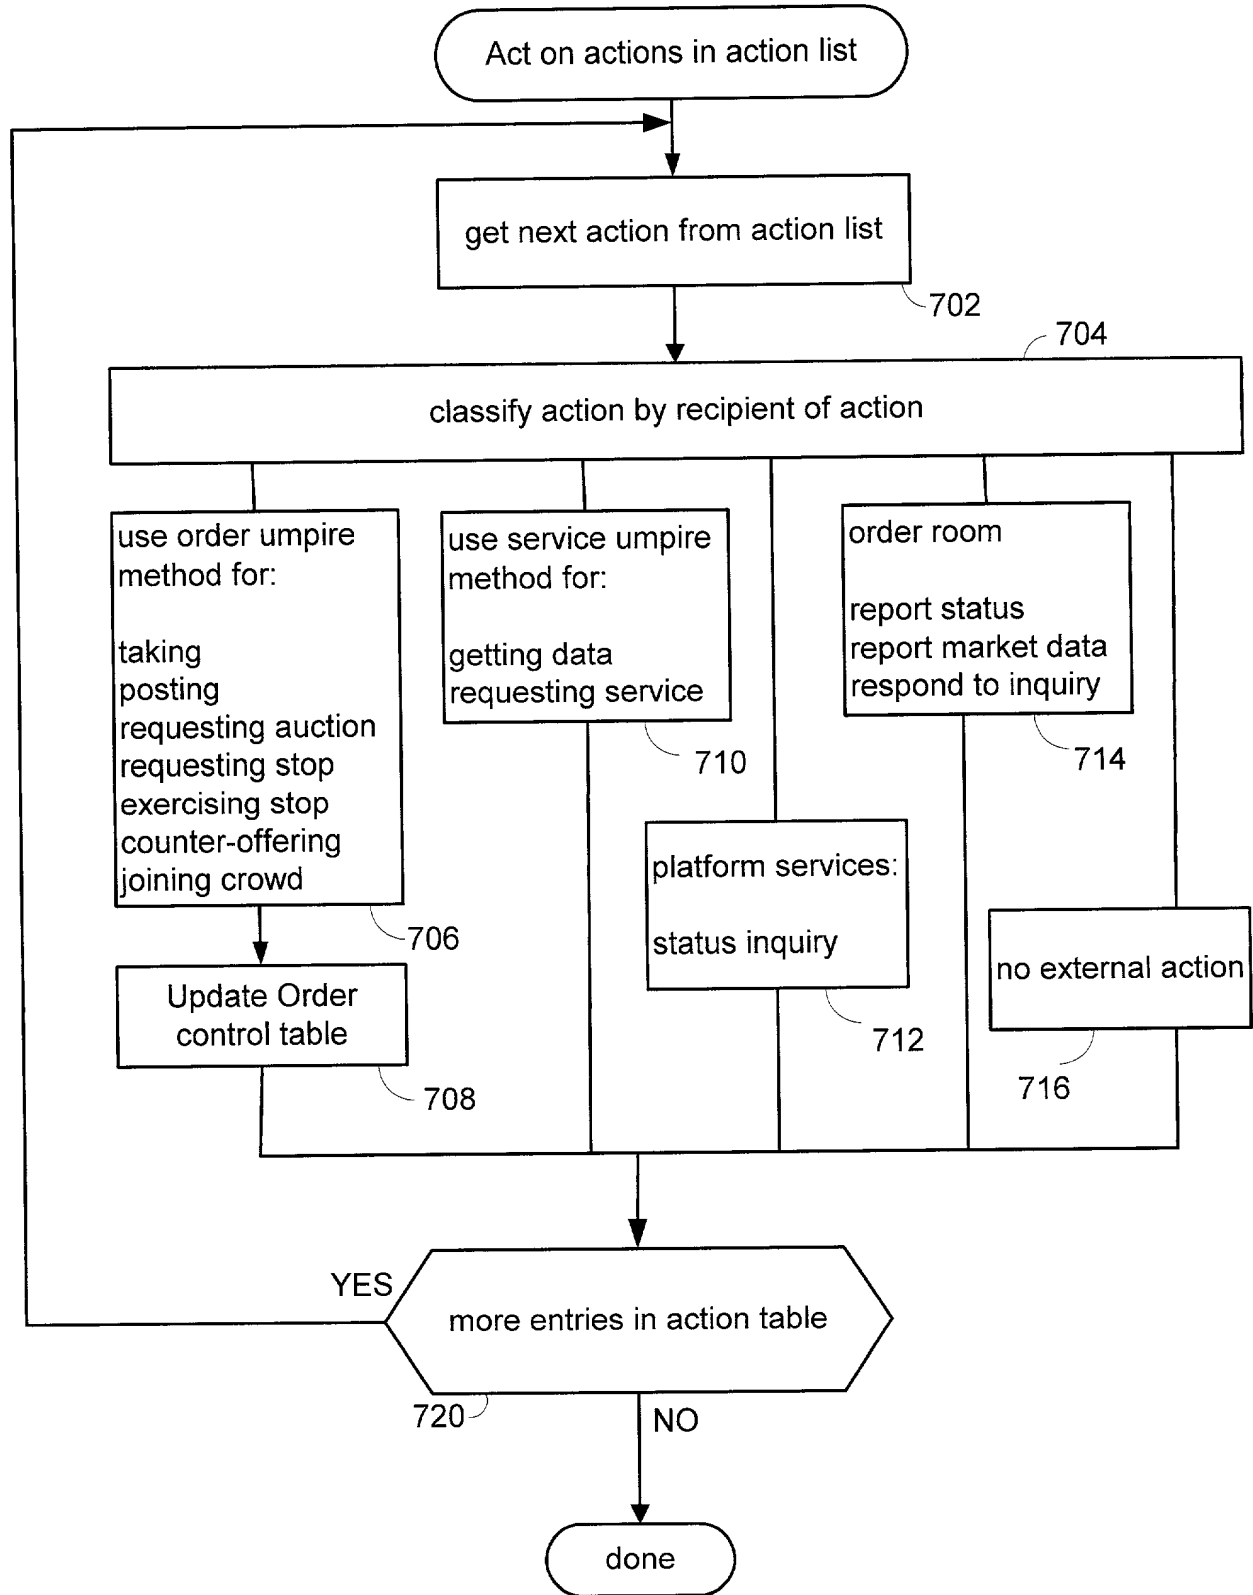 Act on actions in action list
get next action from action list
702
704
classify action by recipient of action
use order umpire
method for:
taking
posting
requesting auction
requesting stop
exercising stop
counter-offering
joining crowd
706
Update Order
control table
708
use service umpire
method for:
getting data
requesting service
710
platform services:
status inquiry
712
order room
report status
report market data
respond to inquiry
714
no external action
716
YES
more entries in action table
720
NO
done